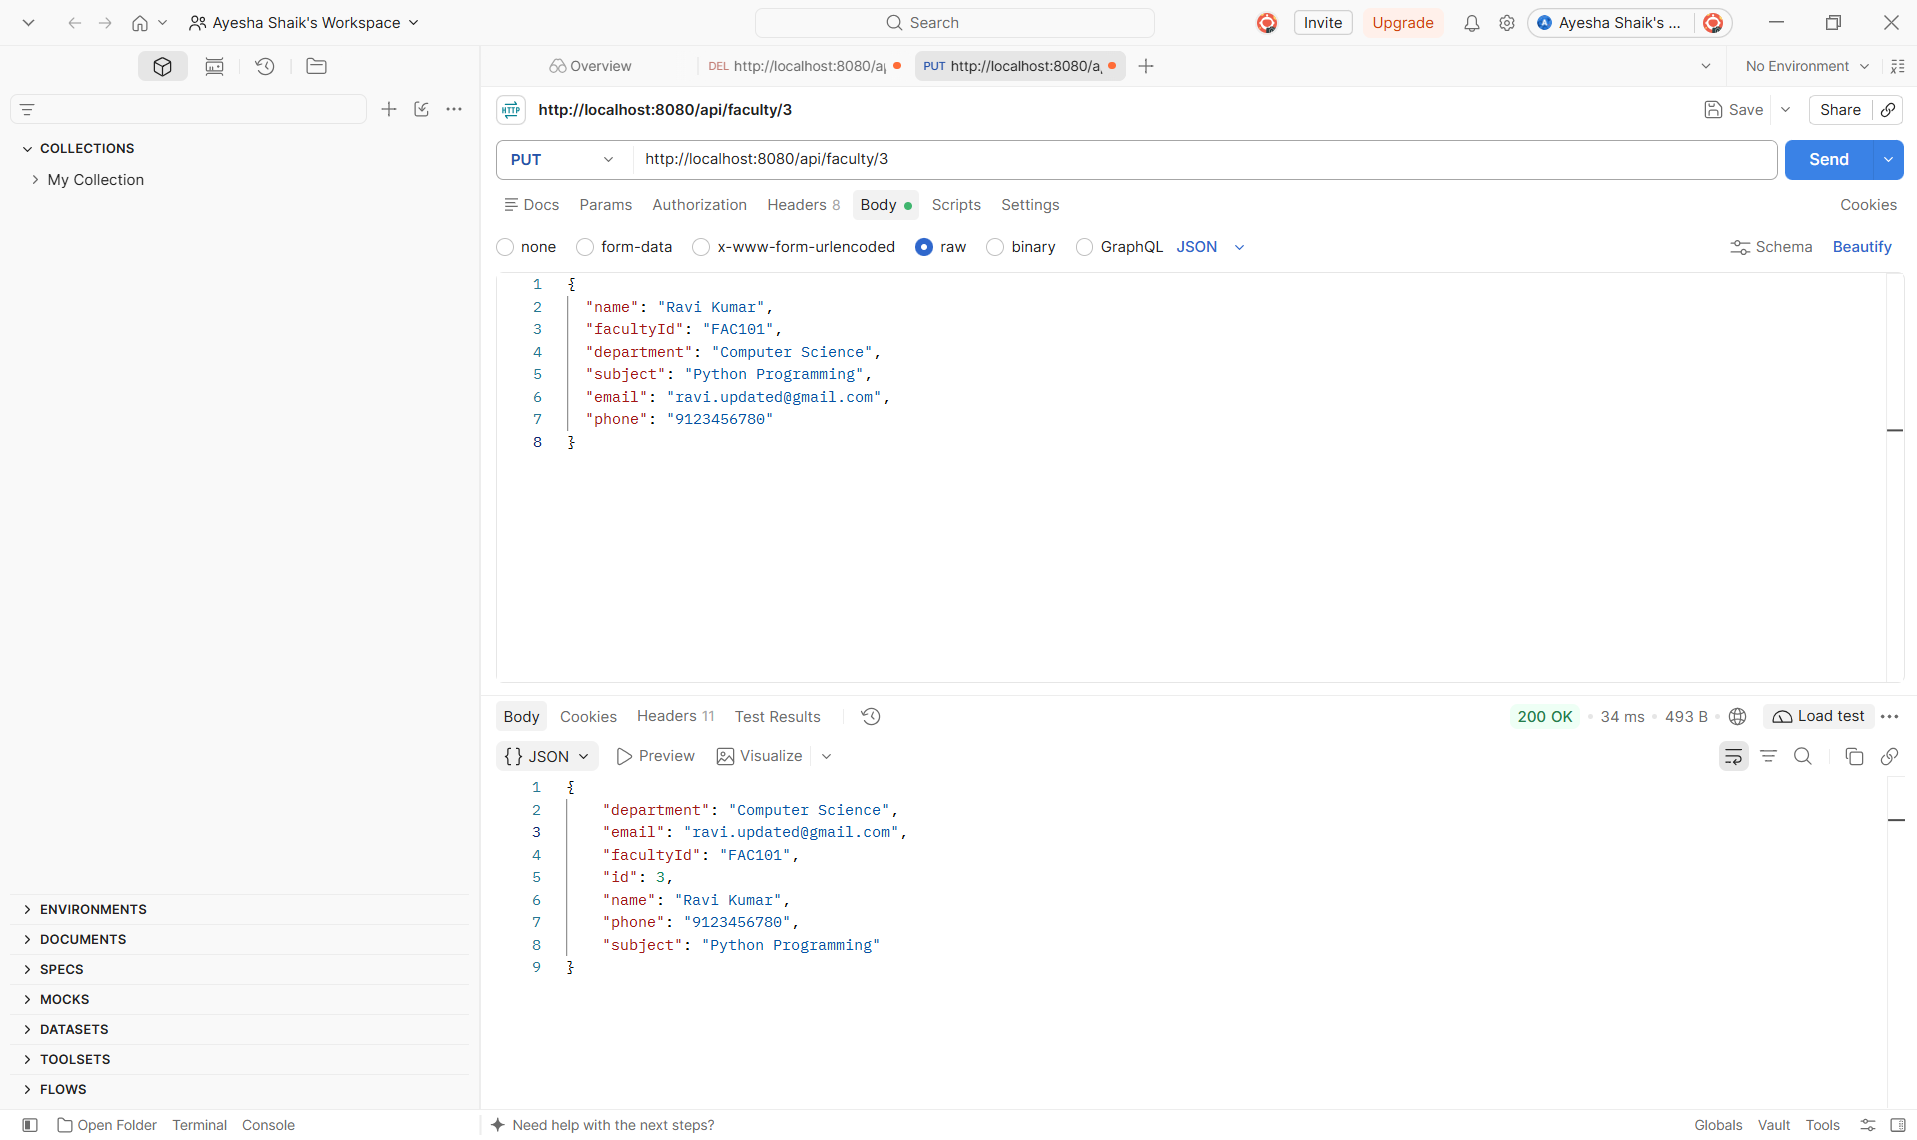 Ayesha Shaik's Workspace
Search
Invite
Upgrade
A
Ayesha Shaik's ...
Overview
DEL http://localhost:8080/a
PUT http://localhost:8080/a
No Environment
HTTP
http://localhost:8080/api/faculty/3
Save
Share
COLLECTIONS
My Collection
PUT
http://localhost:8080/api/faculty/3
Send
Docs
Params
Authorization
Headers 8
Body
Scripts
Settings
Cookies
none
form-data
x-www-form-urlencoded
raw
binary
GraphQL
JSON
Schema
Beautify
1 {
2 "name": "Ravi Kumar",
3 "facultyId": "FAC101",
4 "department": "Computer Science",
5 "subject": "Python Programming",
6 "email": "ravi.updated@gmail.com",
7 "phone": "9123456780"
8 }
Body
Cookies
Headers 11
Test Results
200 OK
34 ms
493 B
Load test
{} JSON
Preview
Visualize
1 {
2 "department": "Computer Science",
3 "email": "ravi.updated@gmail.com",
4 "facultyId": "FAC101",
5 "id": 3,
6 "name": "Ravi Kumar",
7 "phone": "9123456780",
8 "subject": "Python Programming"
9 }
ENVIRONMENTS
DOCUMENTS
SPECS
MOCKS
DATASETS
TOOLSETS
FLOWS
Open Folder
Terminal
Console
Need help with the next steps?
Globals
Vault
Tools